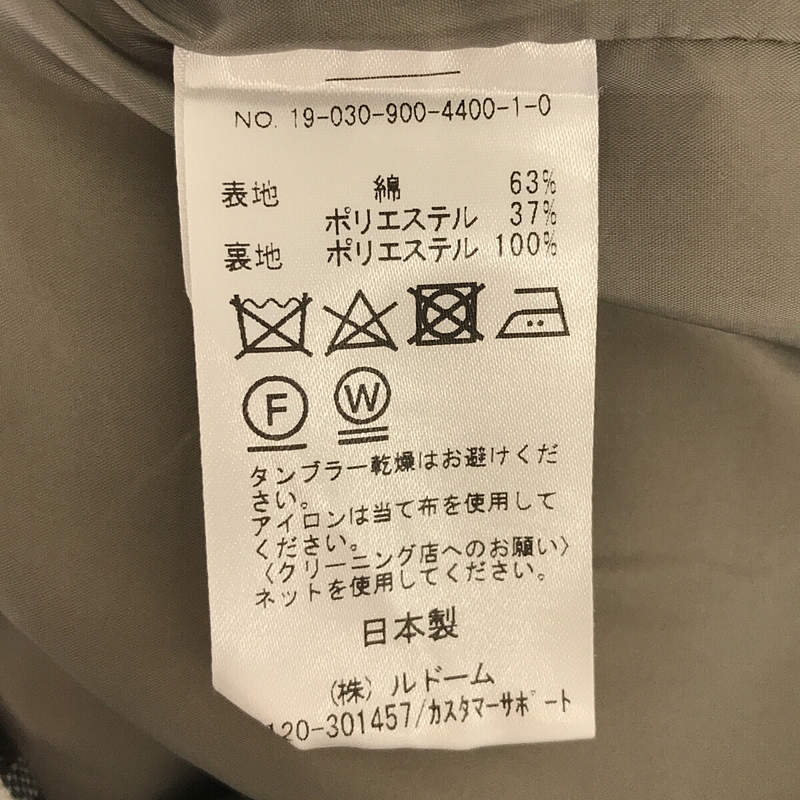 NO. 19-030-900-4400-1-0
表地 綿 63%
ポリエステル 37%
裏地 ポリエステル 100%
F W
タンブラー乾燥はお避けくだ
さい。
アイロンは当て布を使用して
ください。
〈クリーニング店へのお願い〉
ネットを使用してください。
日本製
(株) ルドーム
120-301457/カスタマーサポート